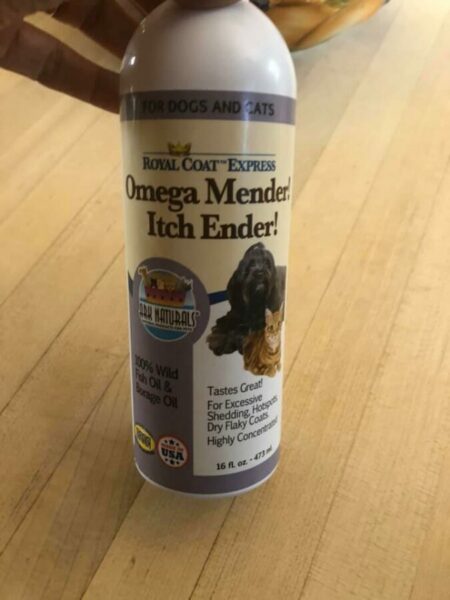 FOR DOGS AND CATS
ROYAL COAT™ EXPRESS
Omega Mender!
Itch Ender!
ARK NATURALS
100% Wild
Fish Oil &
Borage Oil
Tastes Great!
For Excessive
Shedding, Hotspots,
Dry Flaky Coats.
Highly Concentrated
USA
16 fl. oz. - 473 ml